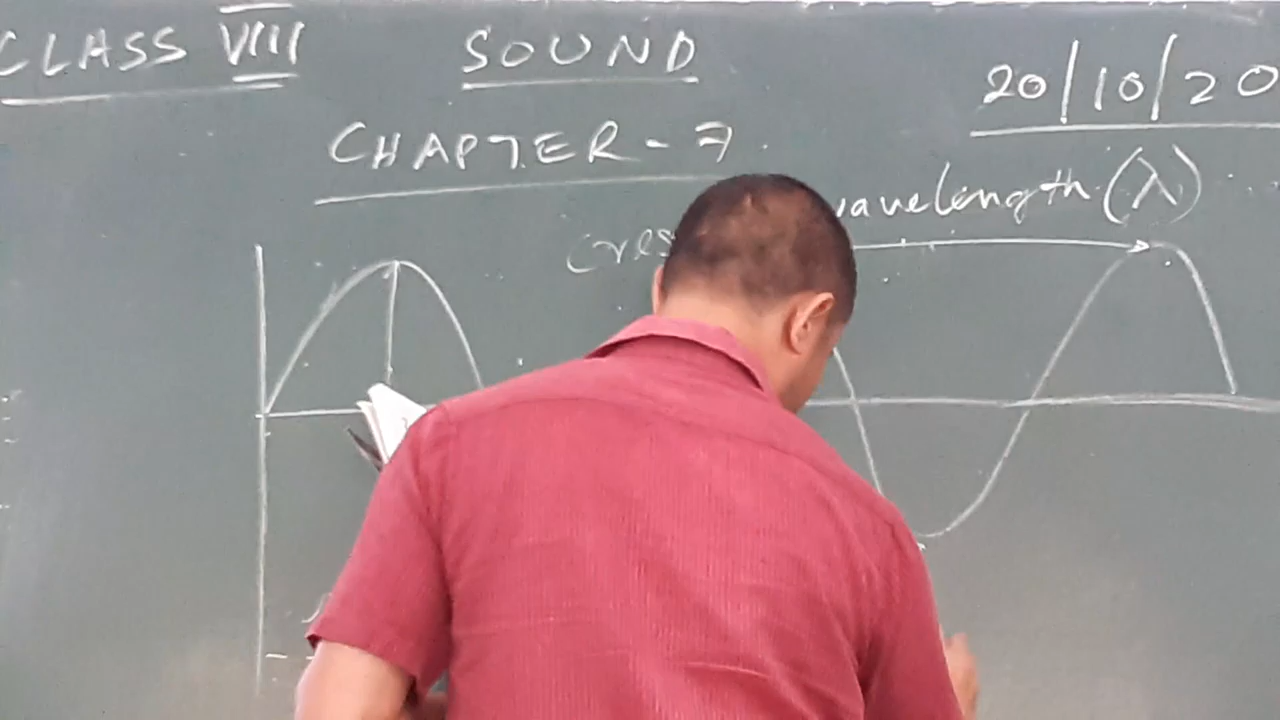 CLASS VIII
SOUND
20/10/20
CHAPTER - 7
wavelength (λ)